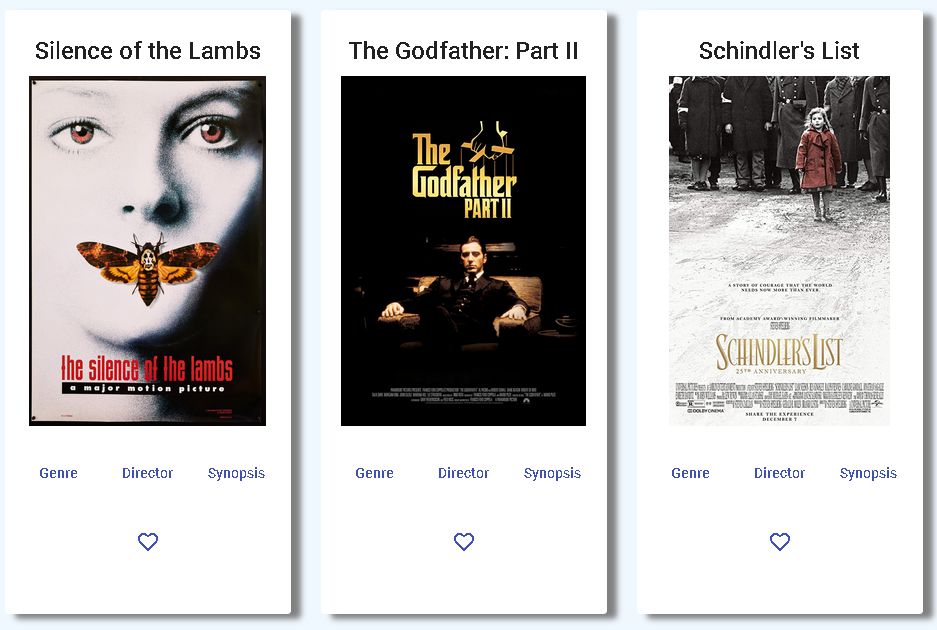 Silence of the Lambs
the silence of the lambs
a major motion picture
Genre Director Synopsis
The Godfather: Part II
The
Godfather
PART II
Genre Director Synopsis
Schindler's List
A STORY OF COURAGE THAT THE WORLD
NEEDS NOW MORE THAN EVER.
FROM ACADEMY AWARD®-WINNING FILMMAKER
STEVEN SPIELBERG
SCHINDLER'S LIST
25TH ANNIVERSARY
DOLBY CINEMA
SHARE THE EXPERIENCE
DECEMBER 7
Genre Director Synopsis